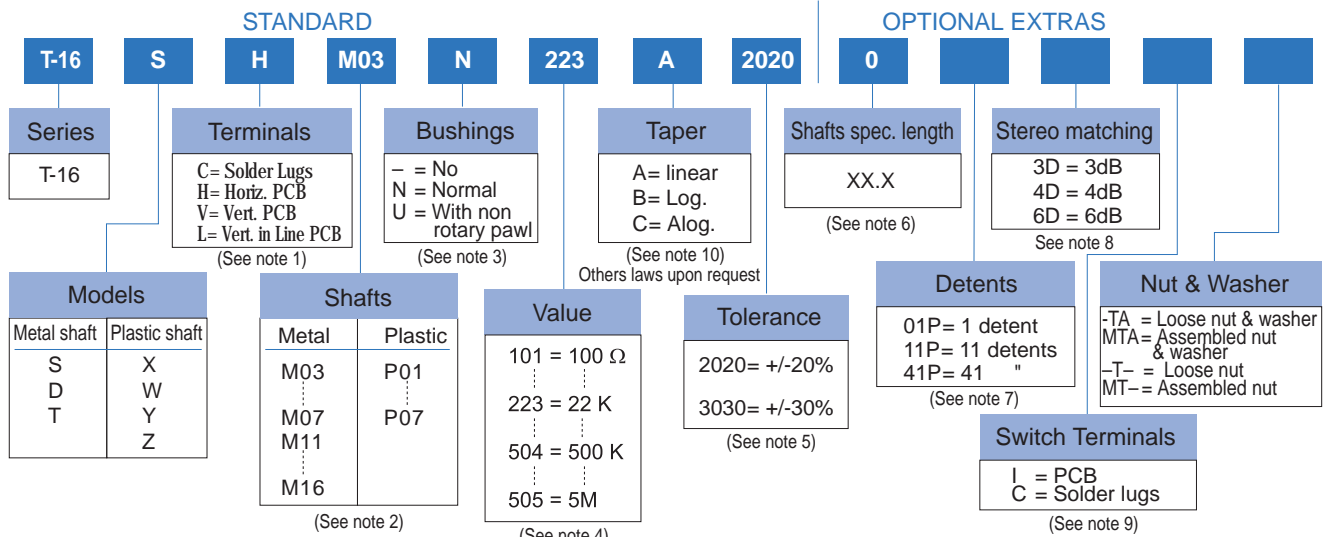 STANDARD
OPTIONAL EXTRAS
T-16 S H M03 N 223 A 2020 0
Series
T-16
Terminals
C= Solder Lugs
H= Horiz. PCB
V= Vert. PCB
L= Vert. in Line PCB
(See note 1)
Bushings
– = No
N = Normal
U = With non
rotary pawl
(See note 3)
Taper
A= linear
B= Log.
C= Alog.
(See note 10)
Others laws upon request
Shafts spec. length
XX.X
(See note 6)
Stereo matching
3D = 3dB
4D = 4dB
6D = 6dB
See note 8
Models
Metal shaft Plastic shaft
S X
D W
T Y
Z
Shafts
Metal Plastic
M03 P01
M07 P07
M11
M16
(See note 2)
Value
101 = 100 Ω
223 = 22 K
504 = 500 K
505 = 5M
(See note 4)
Tolerance
2020= +/-20%
3030= +/-30%
(See note 5)
Detents
01P= 1 detent
11P= 11 detents
41P= 41 "
(See note 7)
Nut & Washer
-TA = Loose nut & washer
MTA= Assembled nut
& washer
–T– = Loose nut
MT– = Assembled nut
Switch Terminals
I = PCB
C = Solder lugs
(See note 9)